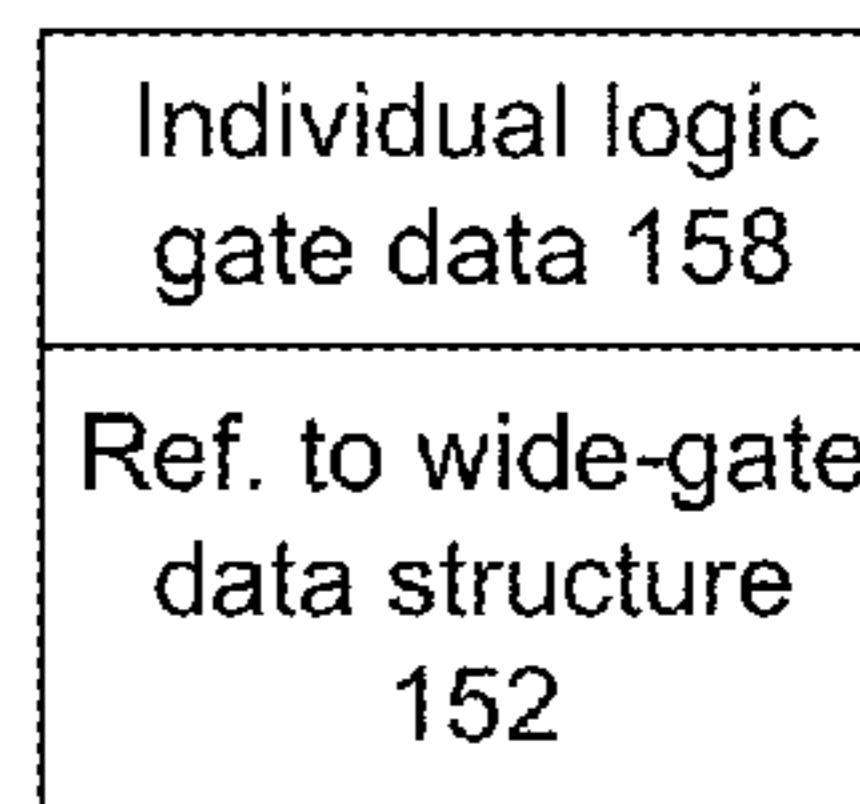 Individual logic
gate data 158
Ref. to wide-gate
data structure
152